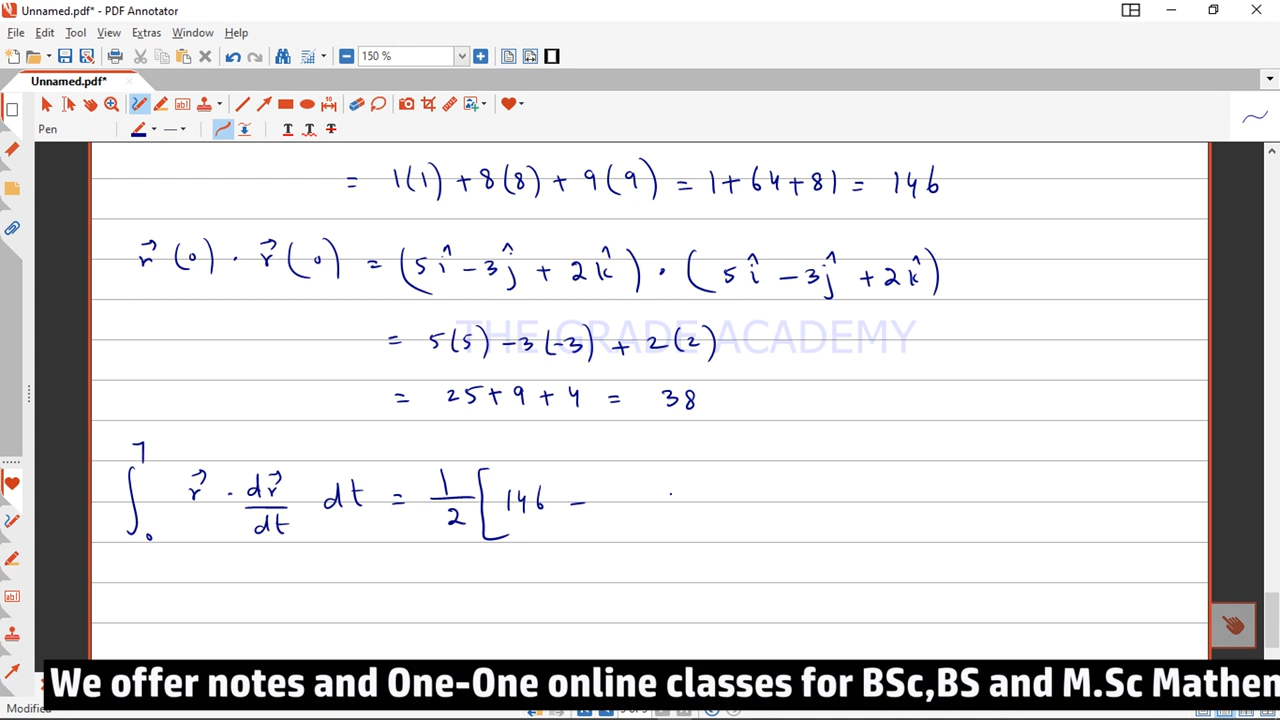 Unnamed.pdf* - PDF Annotator
File Edit Tool View Extras Window Help
150 %
Unnamed.pdf*
Pen
= 1(1) + 8(8) + 9(9) = 1+64+81 = 146
r⃗(0) · r⃗(0) = (5î - 3ĵ + 2k̂) · (5î - 3ĵ + 2k̂)
THE GRADE ACADEMY
= 5(5) - 3(-3) + 2(2)
= 25+9+4 = 38
∫₀⁷ r⃗ · dr⃗/dt dt = 1/2 [146 -
We offer notes and One-One online classes for BSc,BS and M.Sc Mathem
Modified